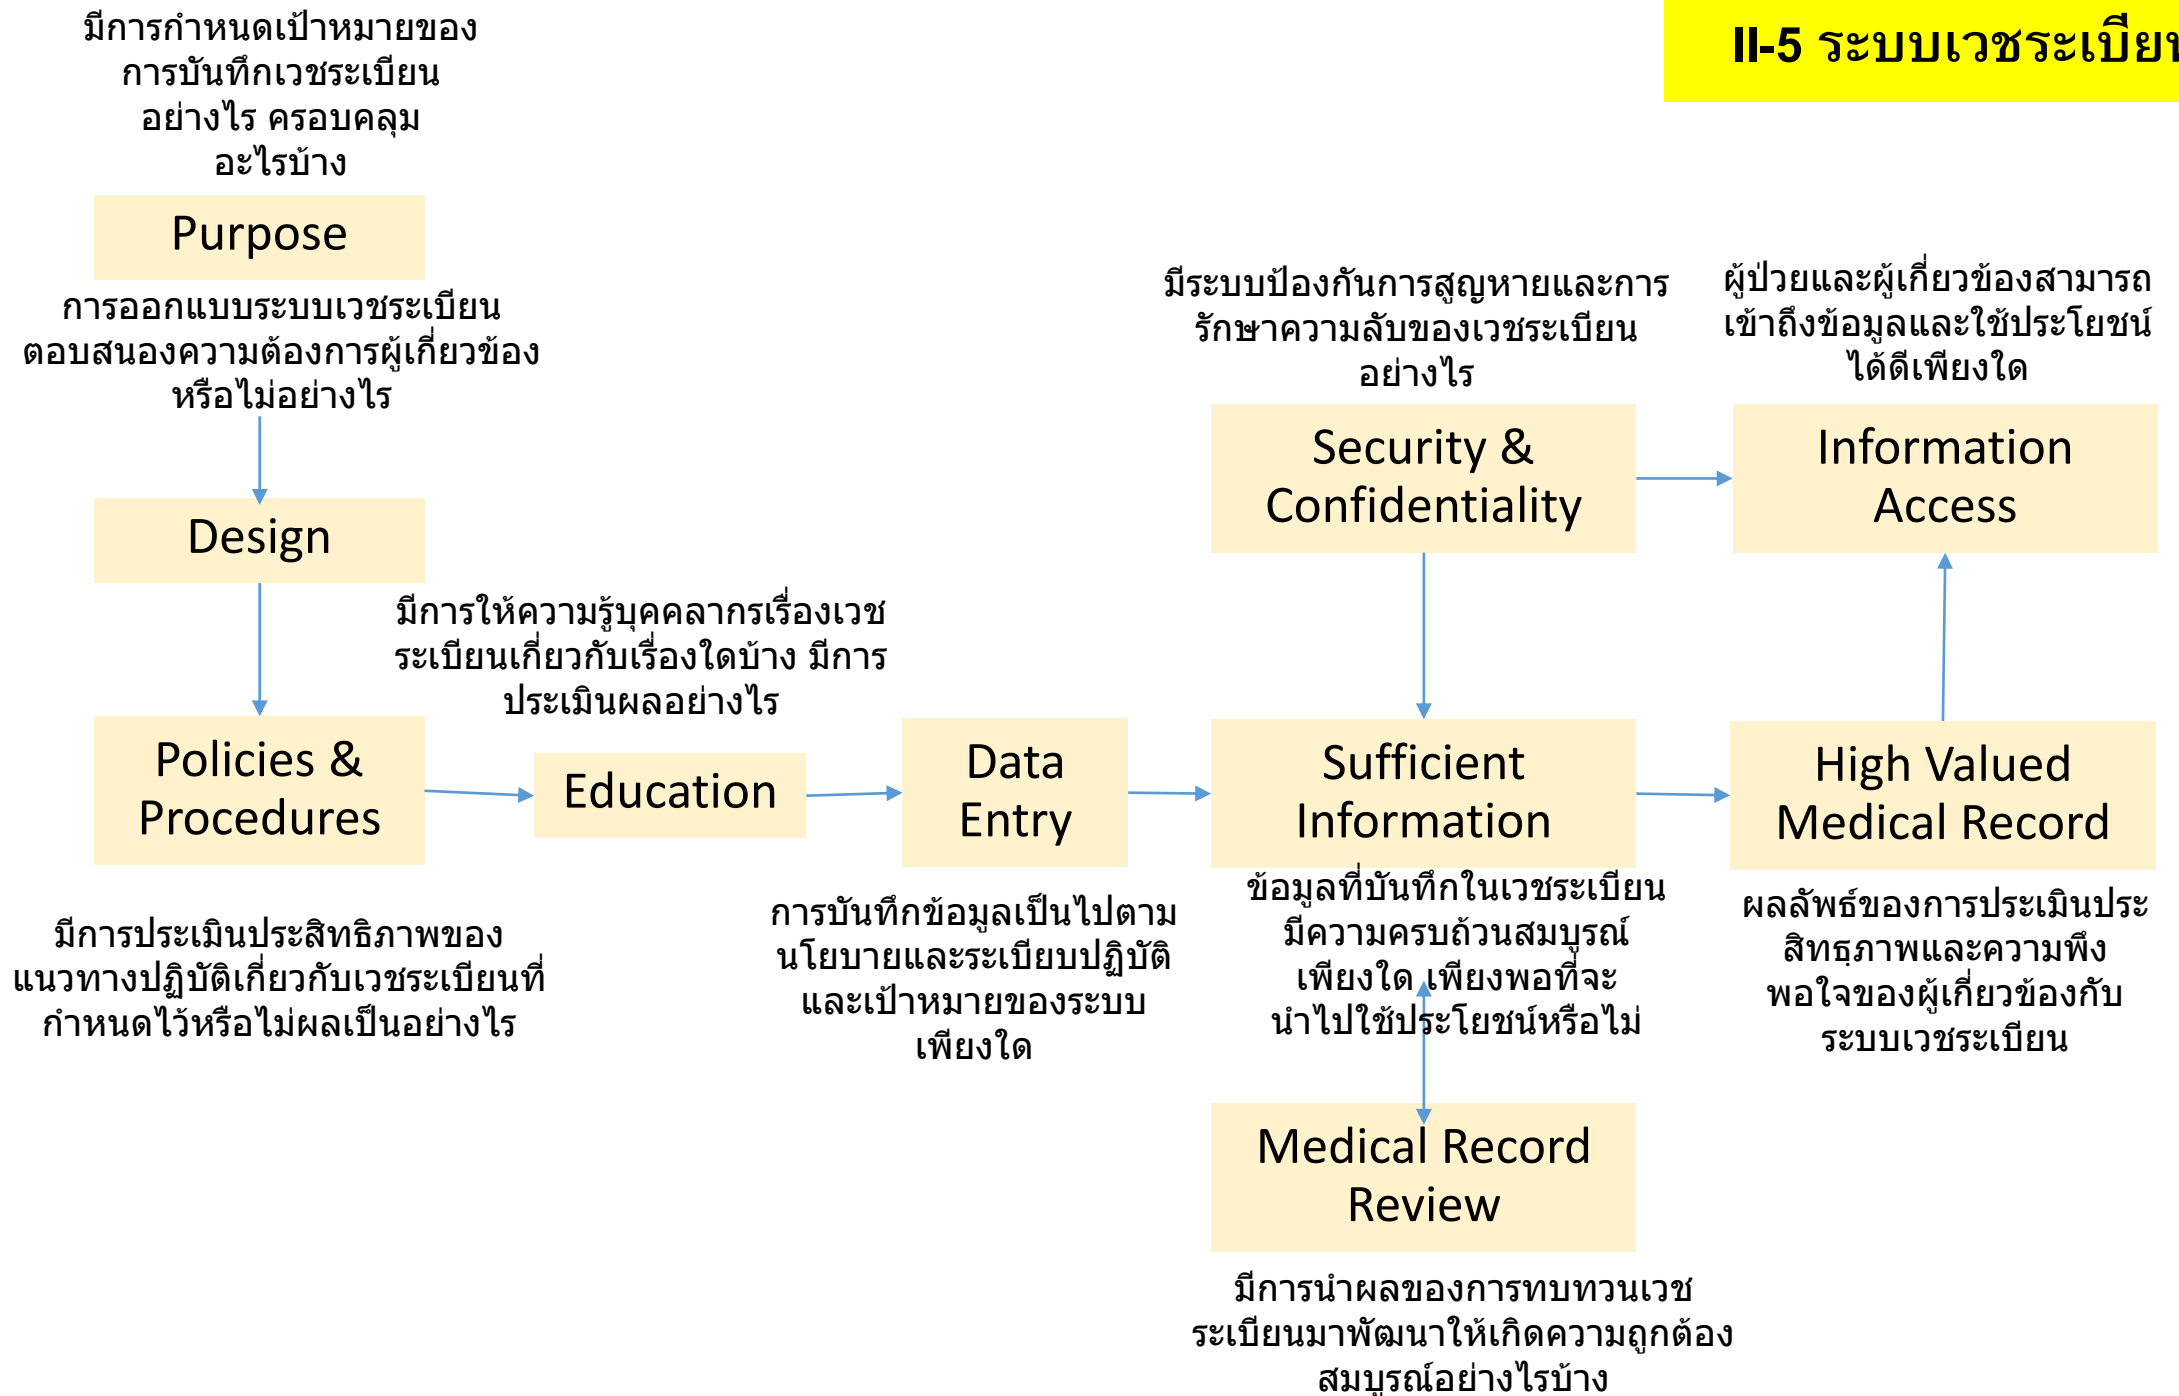 II-5 ระบบเวชระเบีย
มีการกำหนดเป้าหมายของ
การบันทึกเวชระเบียน
อย่างไร ครอบคลุม
อะไรบ้าง
Purpose
การออกแบบระบบเวชระเบียน
ตอบสนองความต้องการผู้เกี่ยวข้อง
หรือไม่อย่างไร
Design
Policies &
Procedures
มีการประเมินประสิทธิภาพของ
แนวทางปฏิบัติเกี่ยวกับเวชระเบียนที่
กำหนดไว้หรือไม่ผลเป็นอย่างไร
มีการให้ความรู้บุคคลากรเรื่องเวช
ระเบียนเกี่ยวกับเรื่องใดบ้าง มีการ
ประเมินผลอย่างไร
Education
Data
Entry
การบันทึกข้อมูลเป็นไปตาม
นโยบายและระเบียบปฏิบัติ
และเป้าหมายของระบบ
เพียงใด
มีระบบป้องกันการสูญหายและการ
รักษาความลับของเวชระเบียน
อย่างไร
Security &
Confidentiality
Sufficient
Information
ข้อมูลที่บันทึกในเวชระเบียน
มีความครบถ้วนสมบูรณ์
เพียงใด เพียงพอที่จะ
นำไปใช้ประโยชน์หรือไม่
Medical Record
Review
มีการนำผลของการทบทวนเวช
ระเบียนมาพัฒนาให้เกิดความถูกต้อง
สมบูรณ์อย่างไรบ้าง
ผู้ป่วยและผู้เกี่ยวข้องสามารถ
เข้าถึงข้อมูลและใช้ประโยชน์
ได้ดีเพียงใด
Information
Access
High Valued
Medical Record
ผลลัพธ์ของการประเมินประ
สิทธฺภาพและความพึง
พอใจของผู้เกี่ยวข้องกับ
ระบบเวชระเบียน